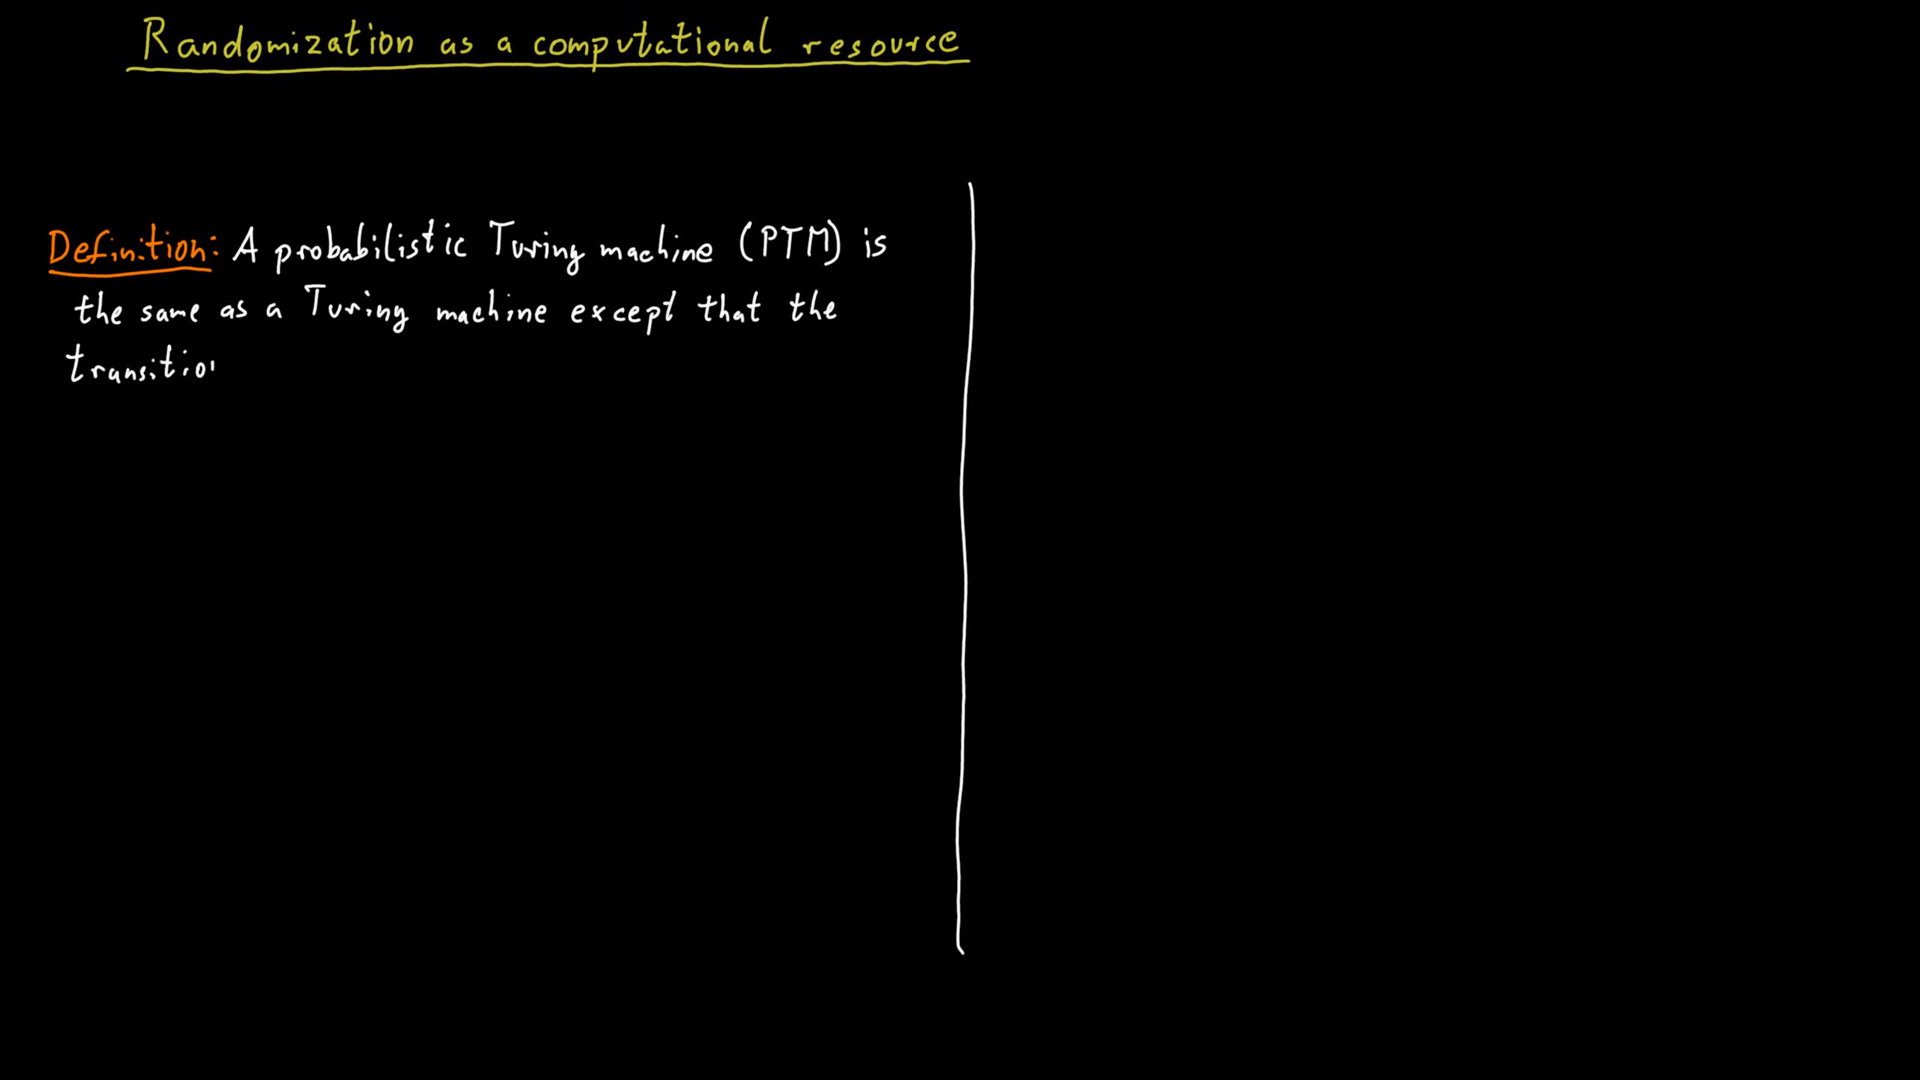 Randomization as a computational resource
Definition: A probabilistic Turing machine (PTM) is
the same as a Turing machine except that the
transitio